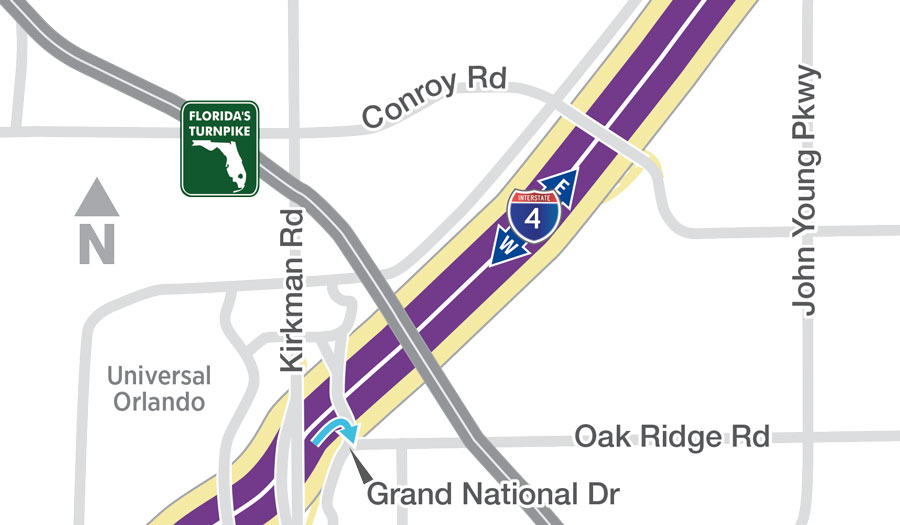 Conroy Rd
FLORIDA'S
TURNPIKE
John Young Pkwy
E
INTERSTATE
4
W
N
Kirkman Rd
Universal
Orlando
Oak Ridge Rd
Grand National Dr